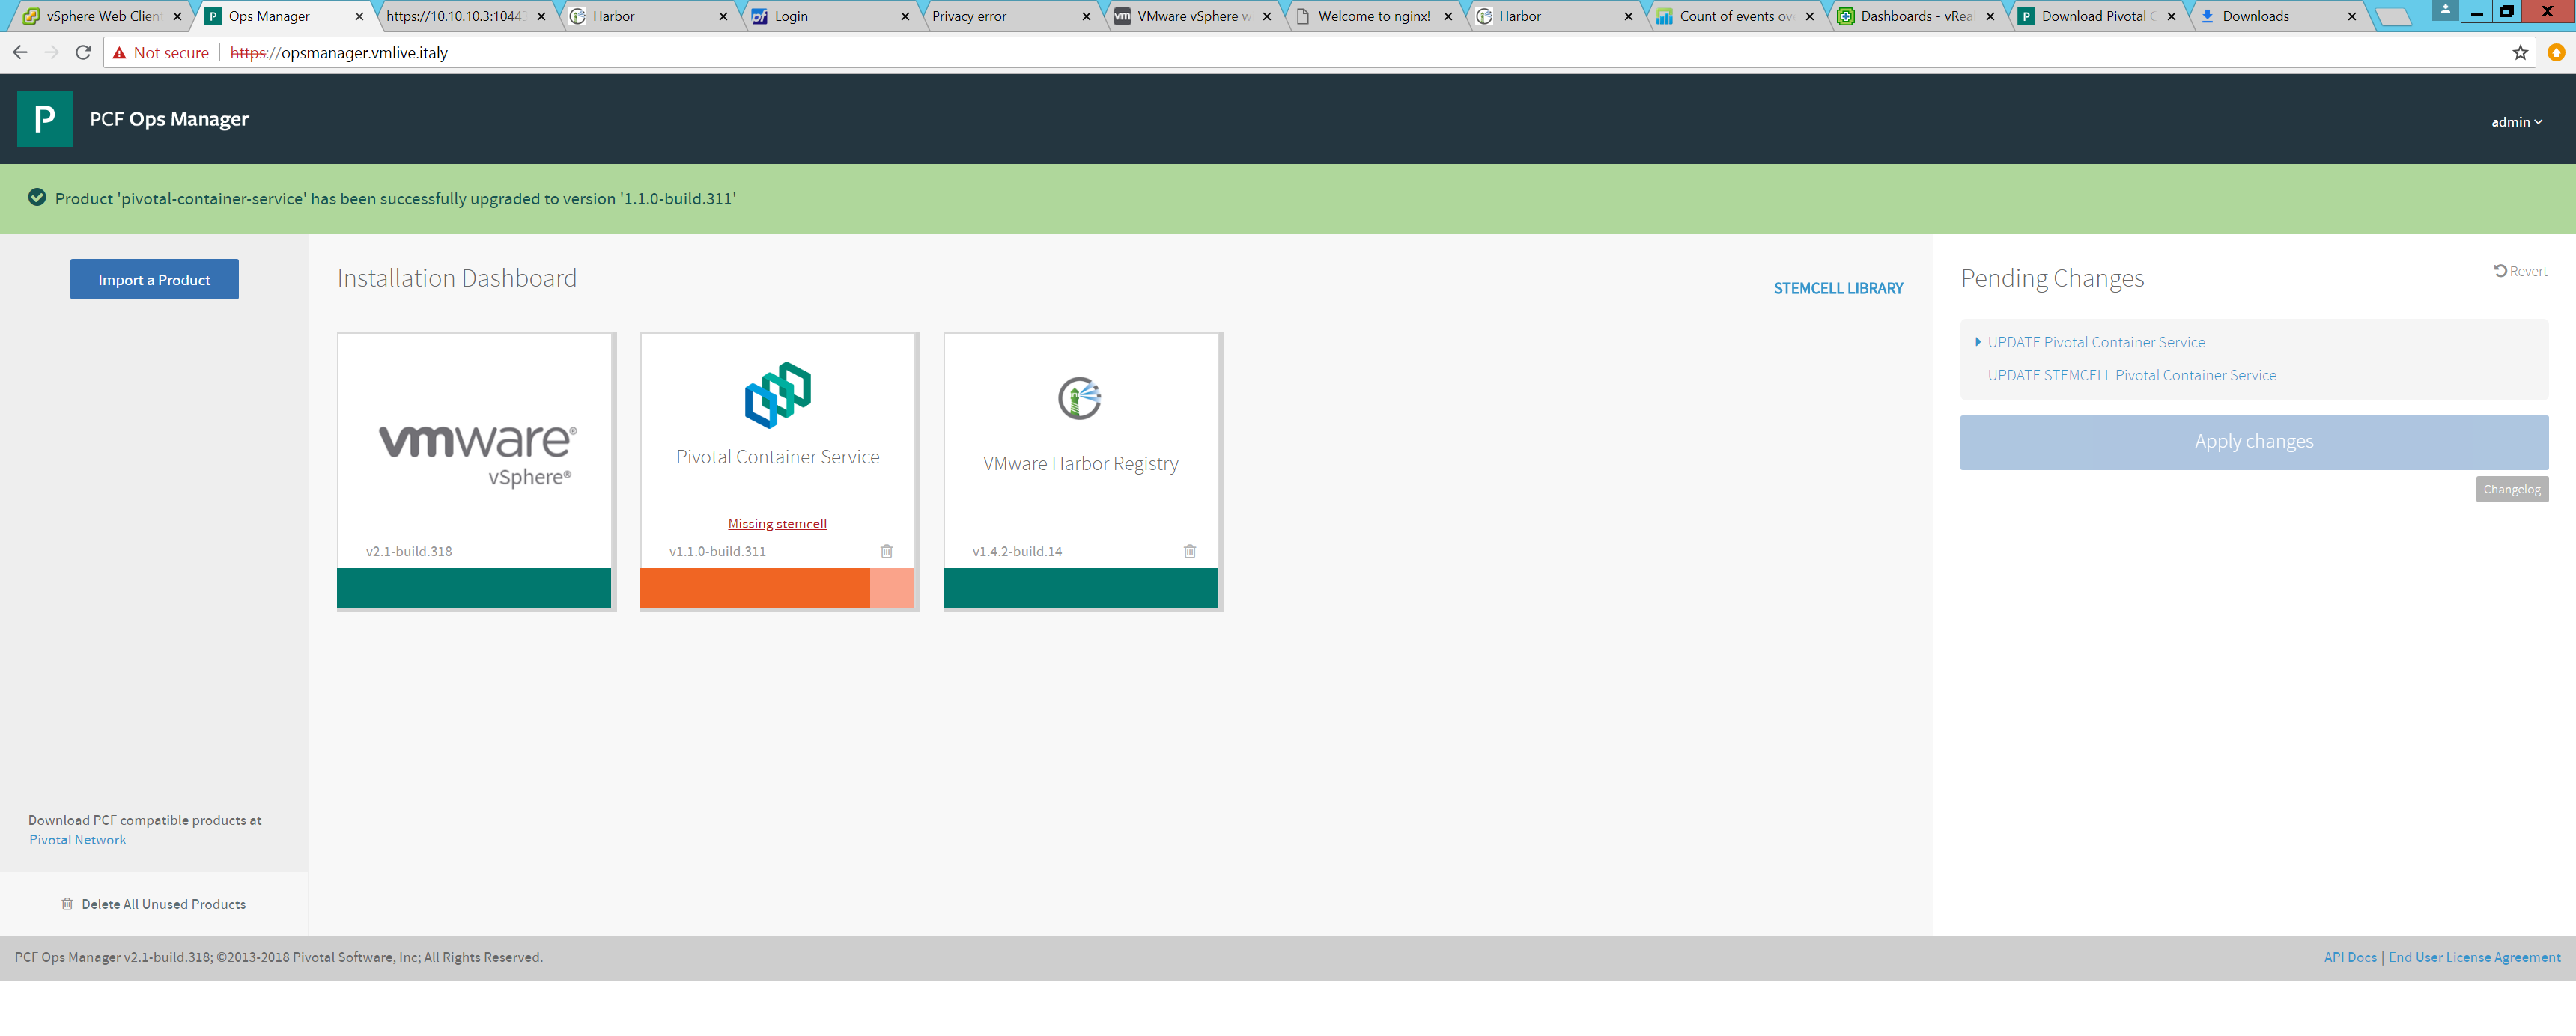 vSphere Web Client
Ops Manager
https://10.10.10.3:1044
Harbor
Login
Privacy error
VMware vSphere w
Welcome to nginx!
Harbor
Count of events ov
Dashboards - vRea
Download Pivotal C
Downloads
Not secure
https://opsmanager.vmlive.italy
P
PCF Ops Manager
admin
Product 'pivotal-container-service' has been successfully upgraded to version '1.1.0-build.311'
Import a Product
Installation Dashboard
STEMCELL LIBRARY
vmware®
vSphere®
v2.1-build.318
Pivotal Container Service
Missing stemcell
v1.1.0-build.311
VMware Harbor Registry
v1.4.2-build.14
Pending Changes
Revert
UPDATE Pivotal Container Service
UPDATE STEMCELL Pivotal Container Service
Apply changes
Changelog
Download PCF compatible products at
Pivotal Network
Delete All Unused Products
PCF Ops Manager v2.1-build.318; ©2013-2018 Pivotal Software, Inc; All Rights Reserved.
API Docs | End User License Agreement